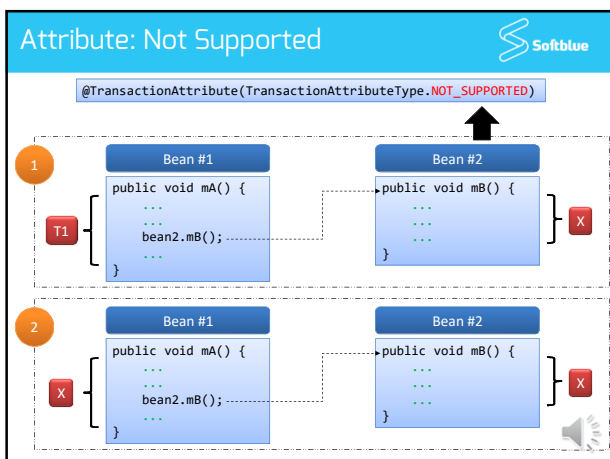 Attribute: Not Supported
Softblue
@TransactionAttribute(TransactionAttributeType.NOT_SUPPORTED)
1
Bean #1
public void mA() {
...
...
bean2.mB();
...
}
T1
Bean #2
public void mB() {
...
...
...
}
X
2
Bean #1
public void mA() {
...
...
bean2.mB();
...
}
X
Bean #2
public void mB() {
...
...
...
}
X